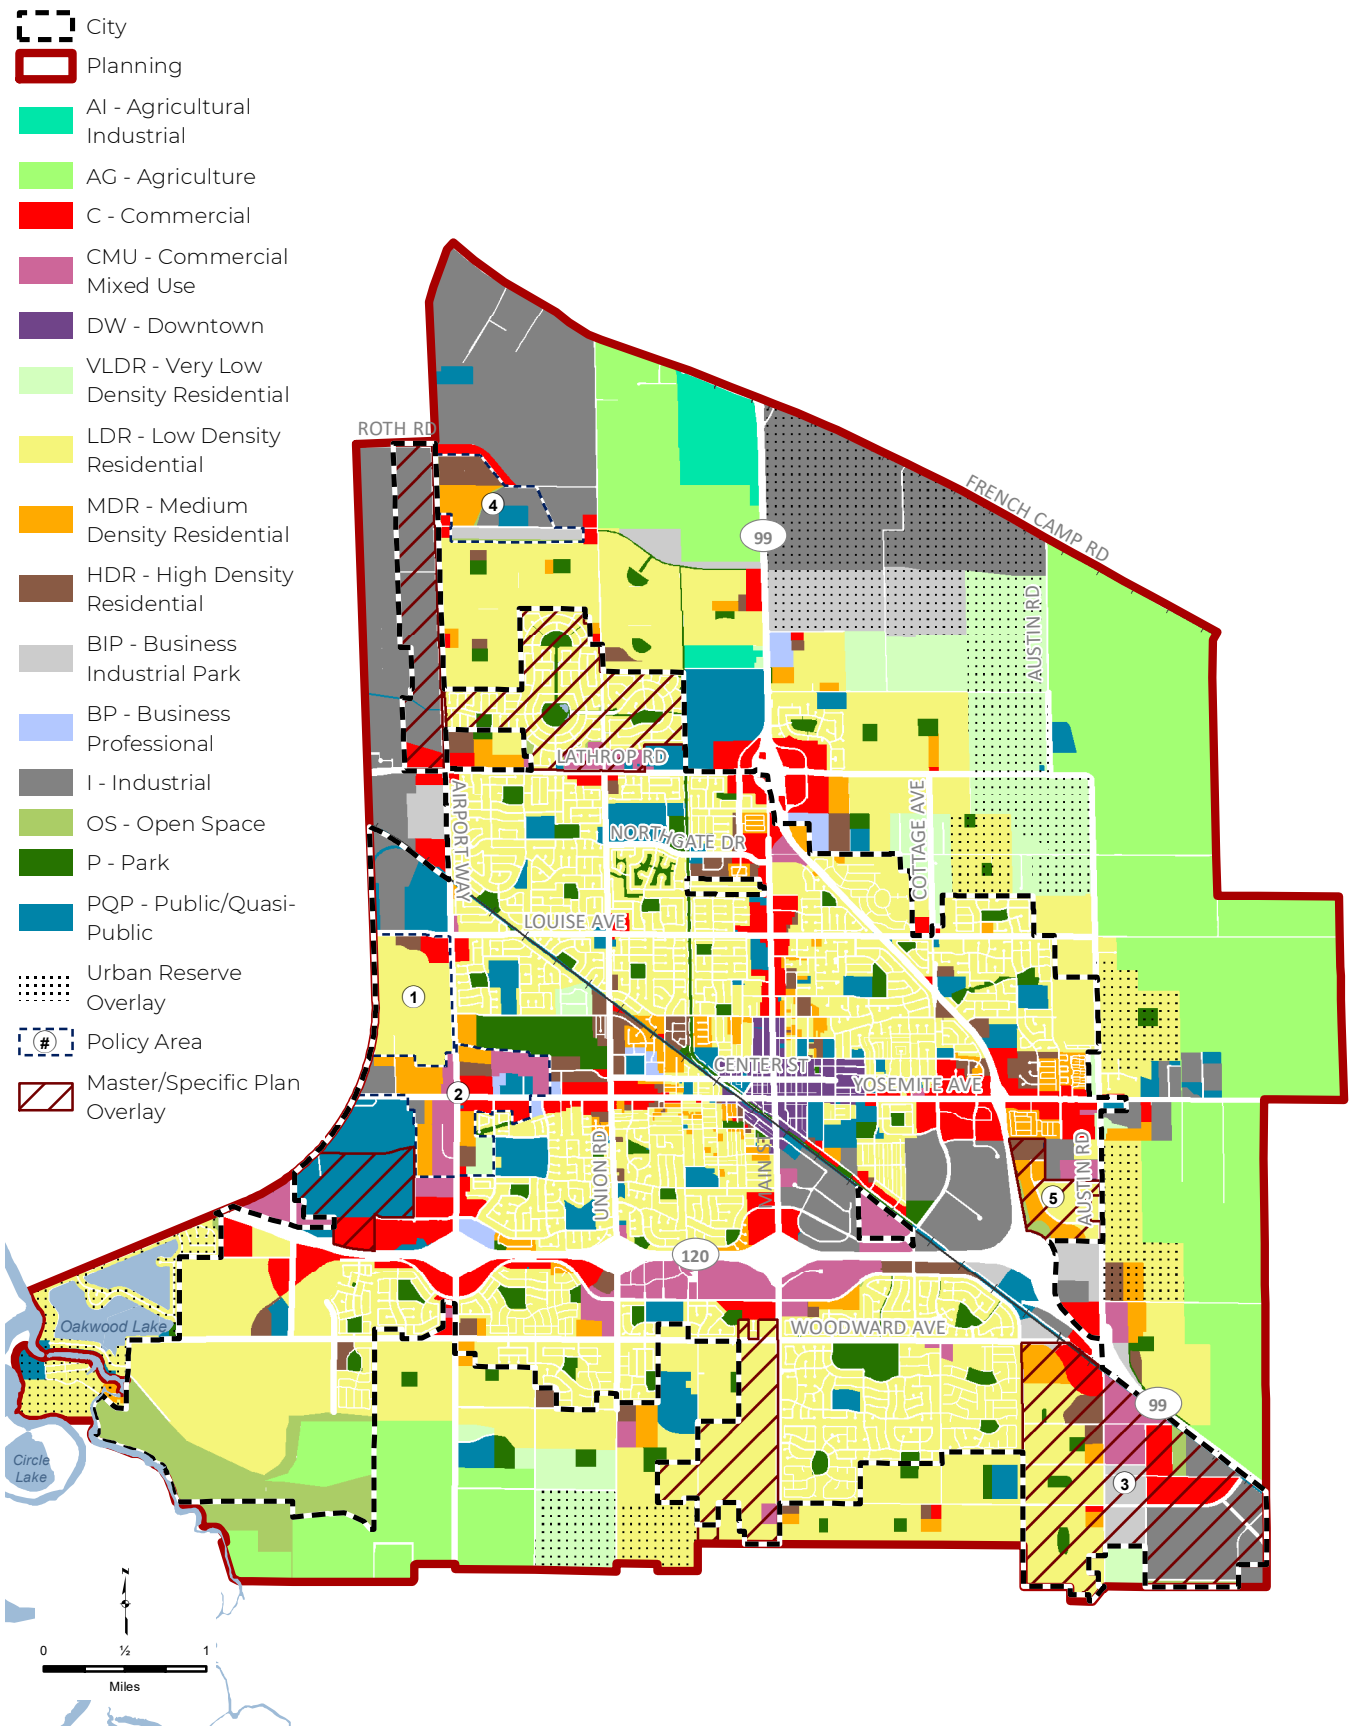 City
Planning
AI - Agricultural
Industrial
AG - Agriculture
C - Commercial
CMU - Commercial
Mixed Use
DW - Downtown
VLDR - Very Low
Density Residential
LDR - Low Density
Residential
MDR - Medium
Density Residential
HDR - High Density
Residential
BIP - Business
Industrial Park
BP - Business
Professional
I - Industrial
OS - Open Space
P - Park
PQP - Public/Quasi-
Public
Urban Reserve
Overlay
# Policy Area
Master/Specific Plan
Overlay
ROTH RD
FRENCH CAMP RD
4
99
AUSTIN RD
LATHROP RD
AIRPORT WAY
NORTHGATE DR
COTTAGE AVE
LOUISE AVE
1
CENTER ST
YOSEMITE AVE
2
UNION RD
MAIN ST
AUSTIN RD
5
120
Oakwood Lake
WOODWARD AVE
99
Circle
Lake
3
N
0 ½ 1
Miles